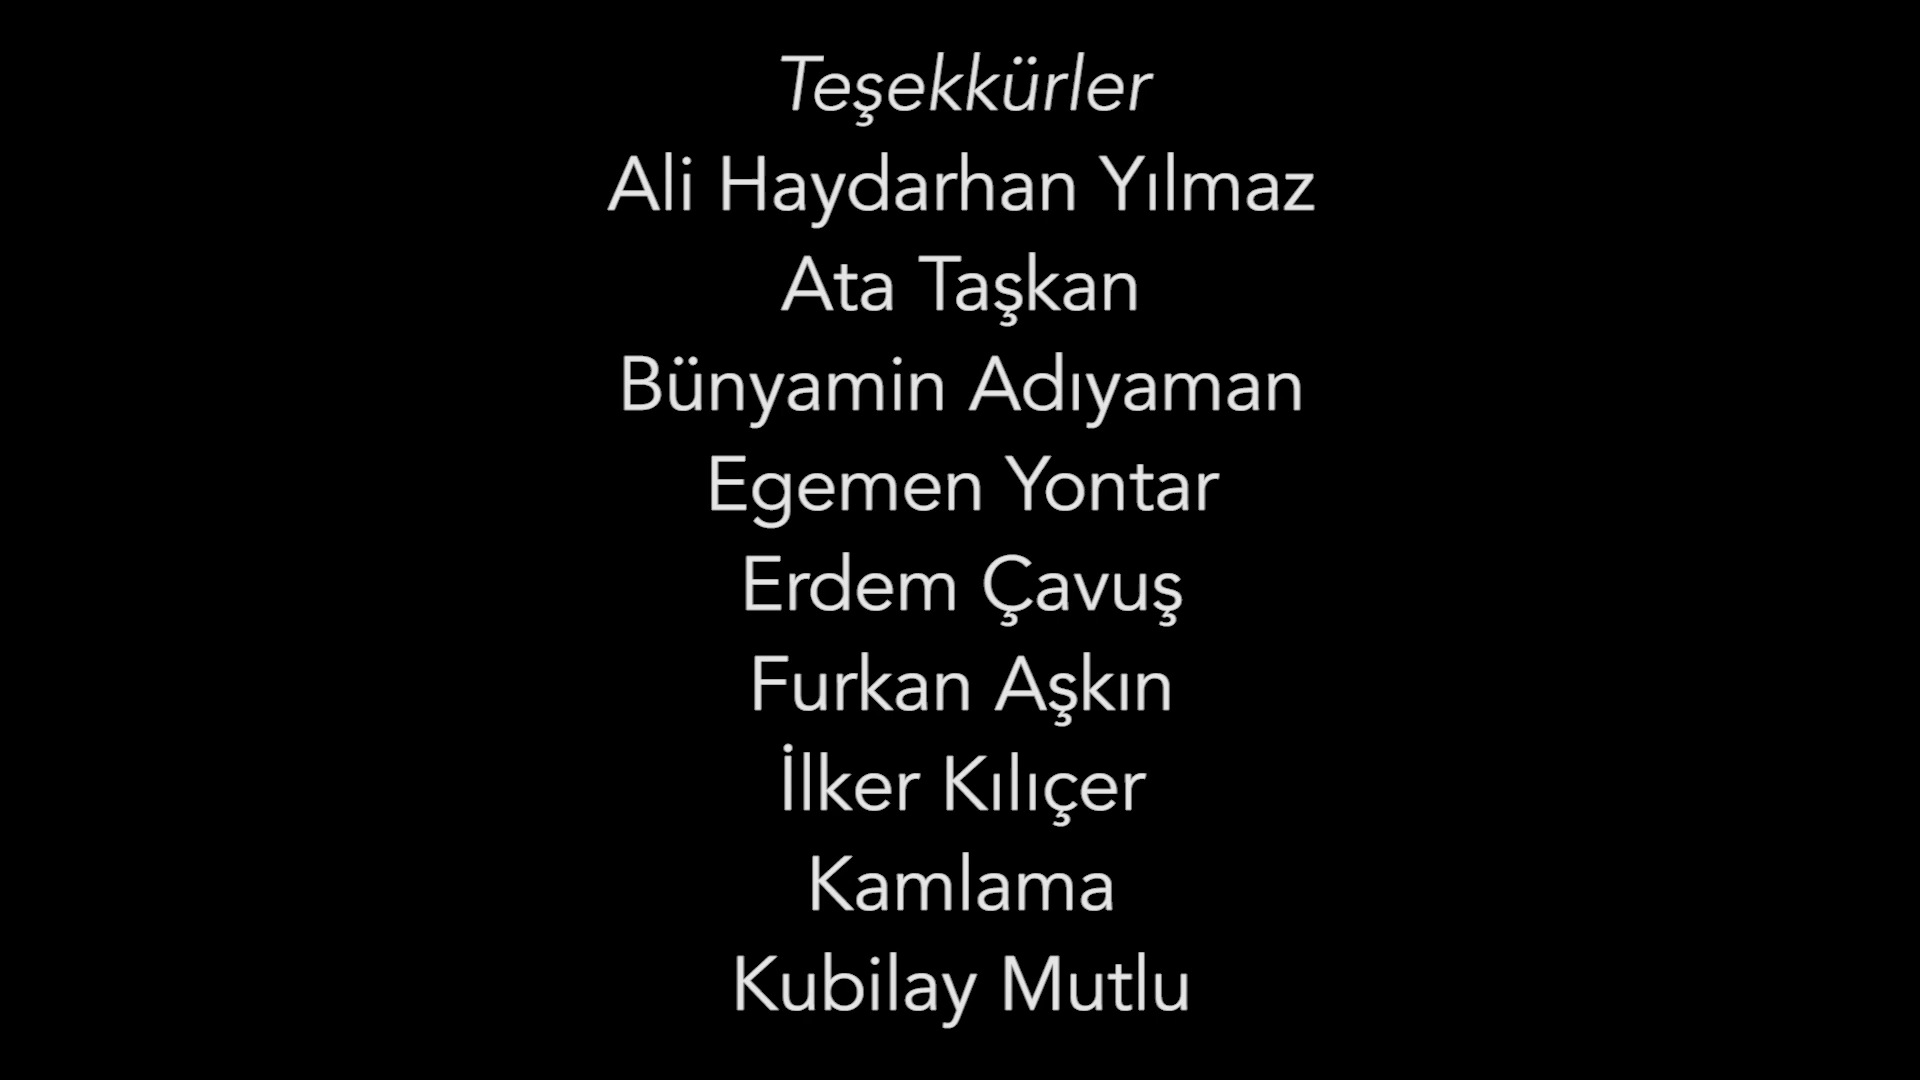 Teşekkürler
Ali Haydarhan Yılmaz
Ata Taşkan
Bünyamin Adıyaman
Egemen Yontar
Erdem Çavuş
Furkan Aşkın
İlker Kılıçer
Kamlama
Kubilay Mutlu